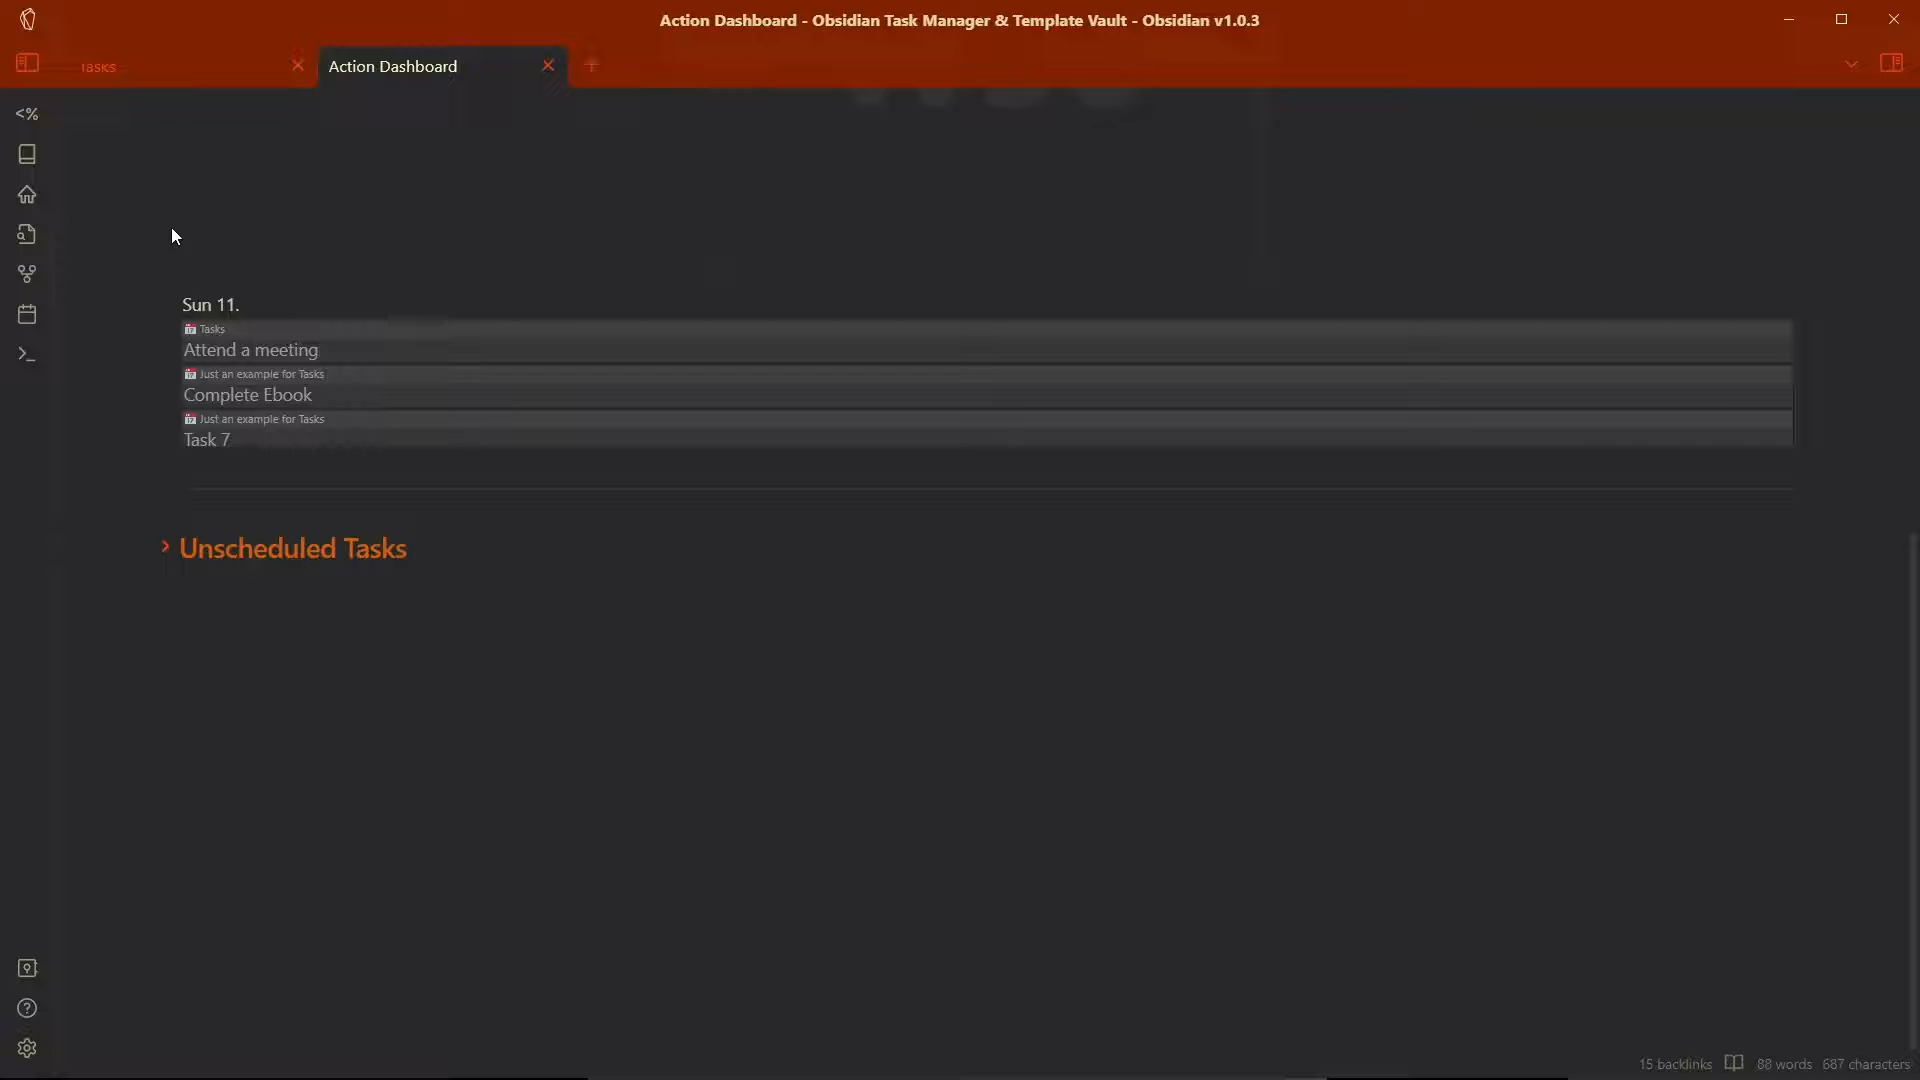 Action Dashboard - Obsidian Task Manager & Template Vault - Obsidian v1.0.3
Tasks
Action Dashboard
<%
Sun 11.
Tasks
Attend a meeting
Just an example for Tasks
Complete Ebook
Just an example for Tasks
Task 7
Unscheduled Tasks
15 backlinks
88 words
687 characters